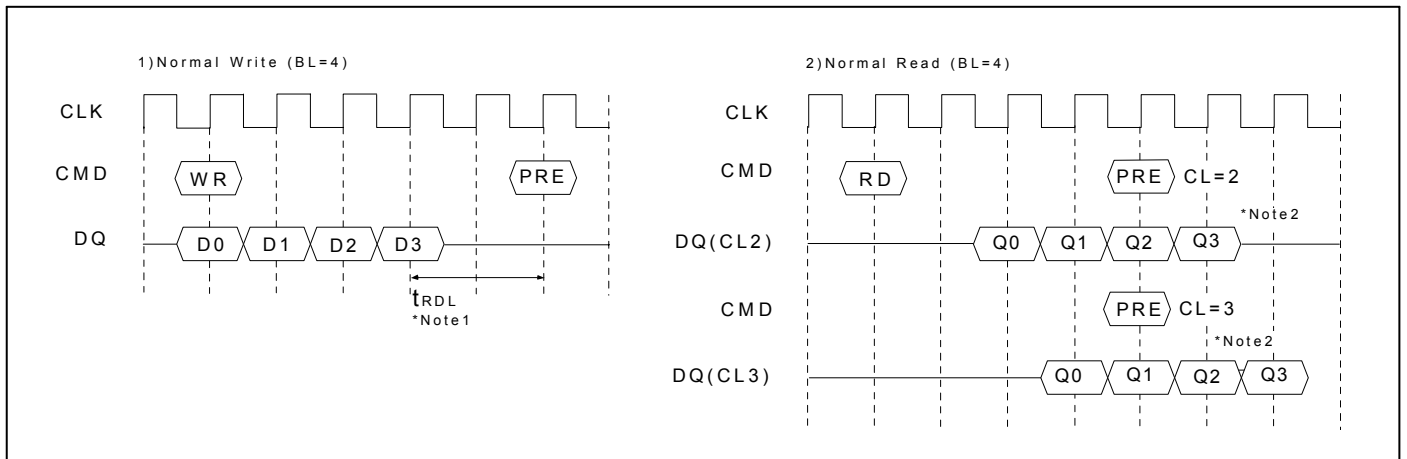 1)Normal Write (BL=4)
CLK
CMD WR PRE
DQ D0 D1 D2 D3
tRDL
*Note1
2)Normal Read (BL=4)
CLK
CMD RD PRE CL=2
*Note2
DQ(CL2) Q0 Q1 Q2 Q3
CMD PRE CL=3
*Note2
DQ(CL3) Q0 Q1 Q2 Q3